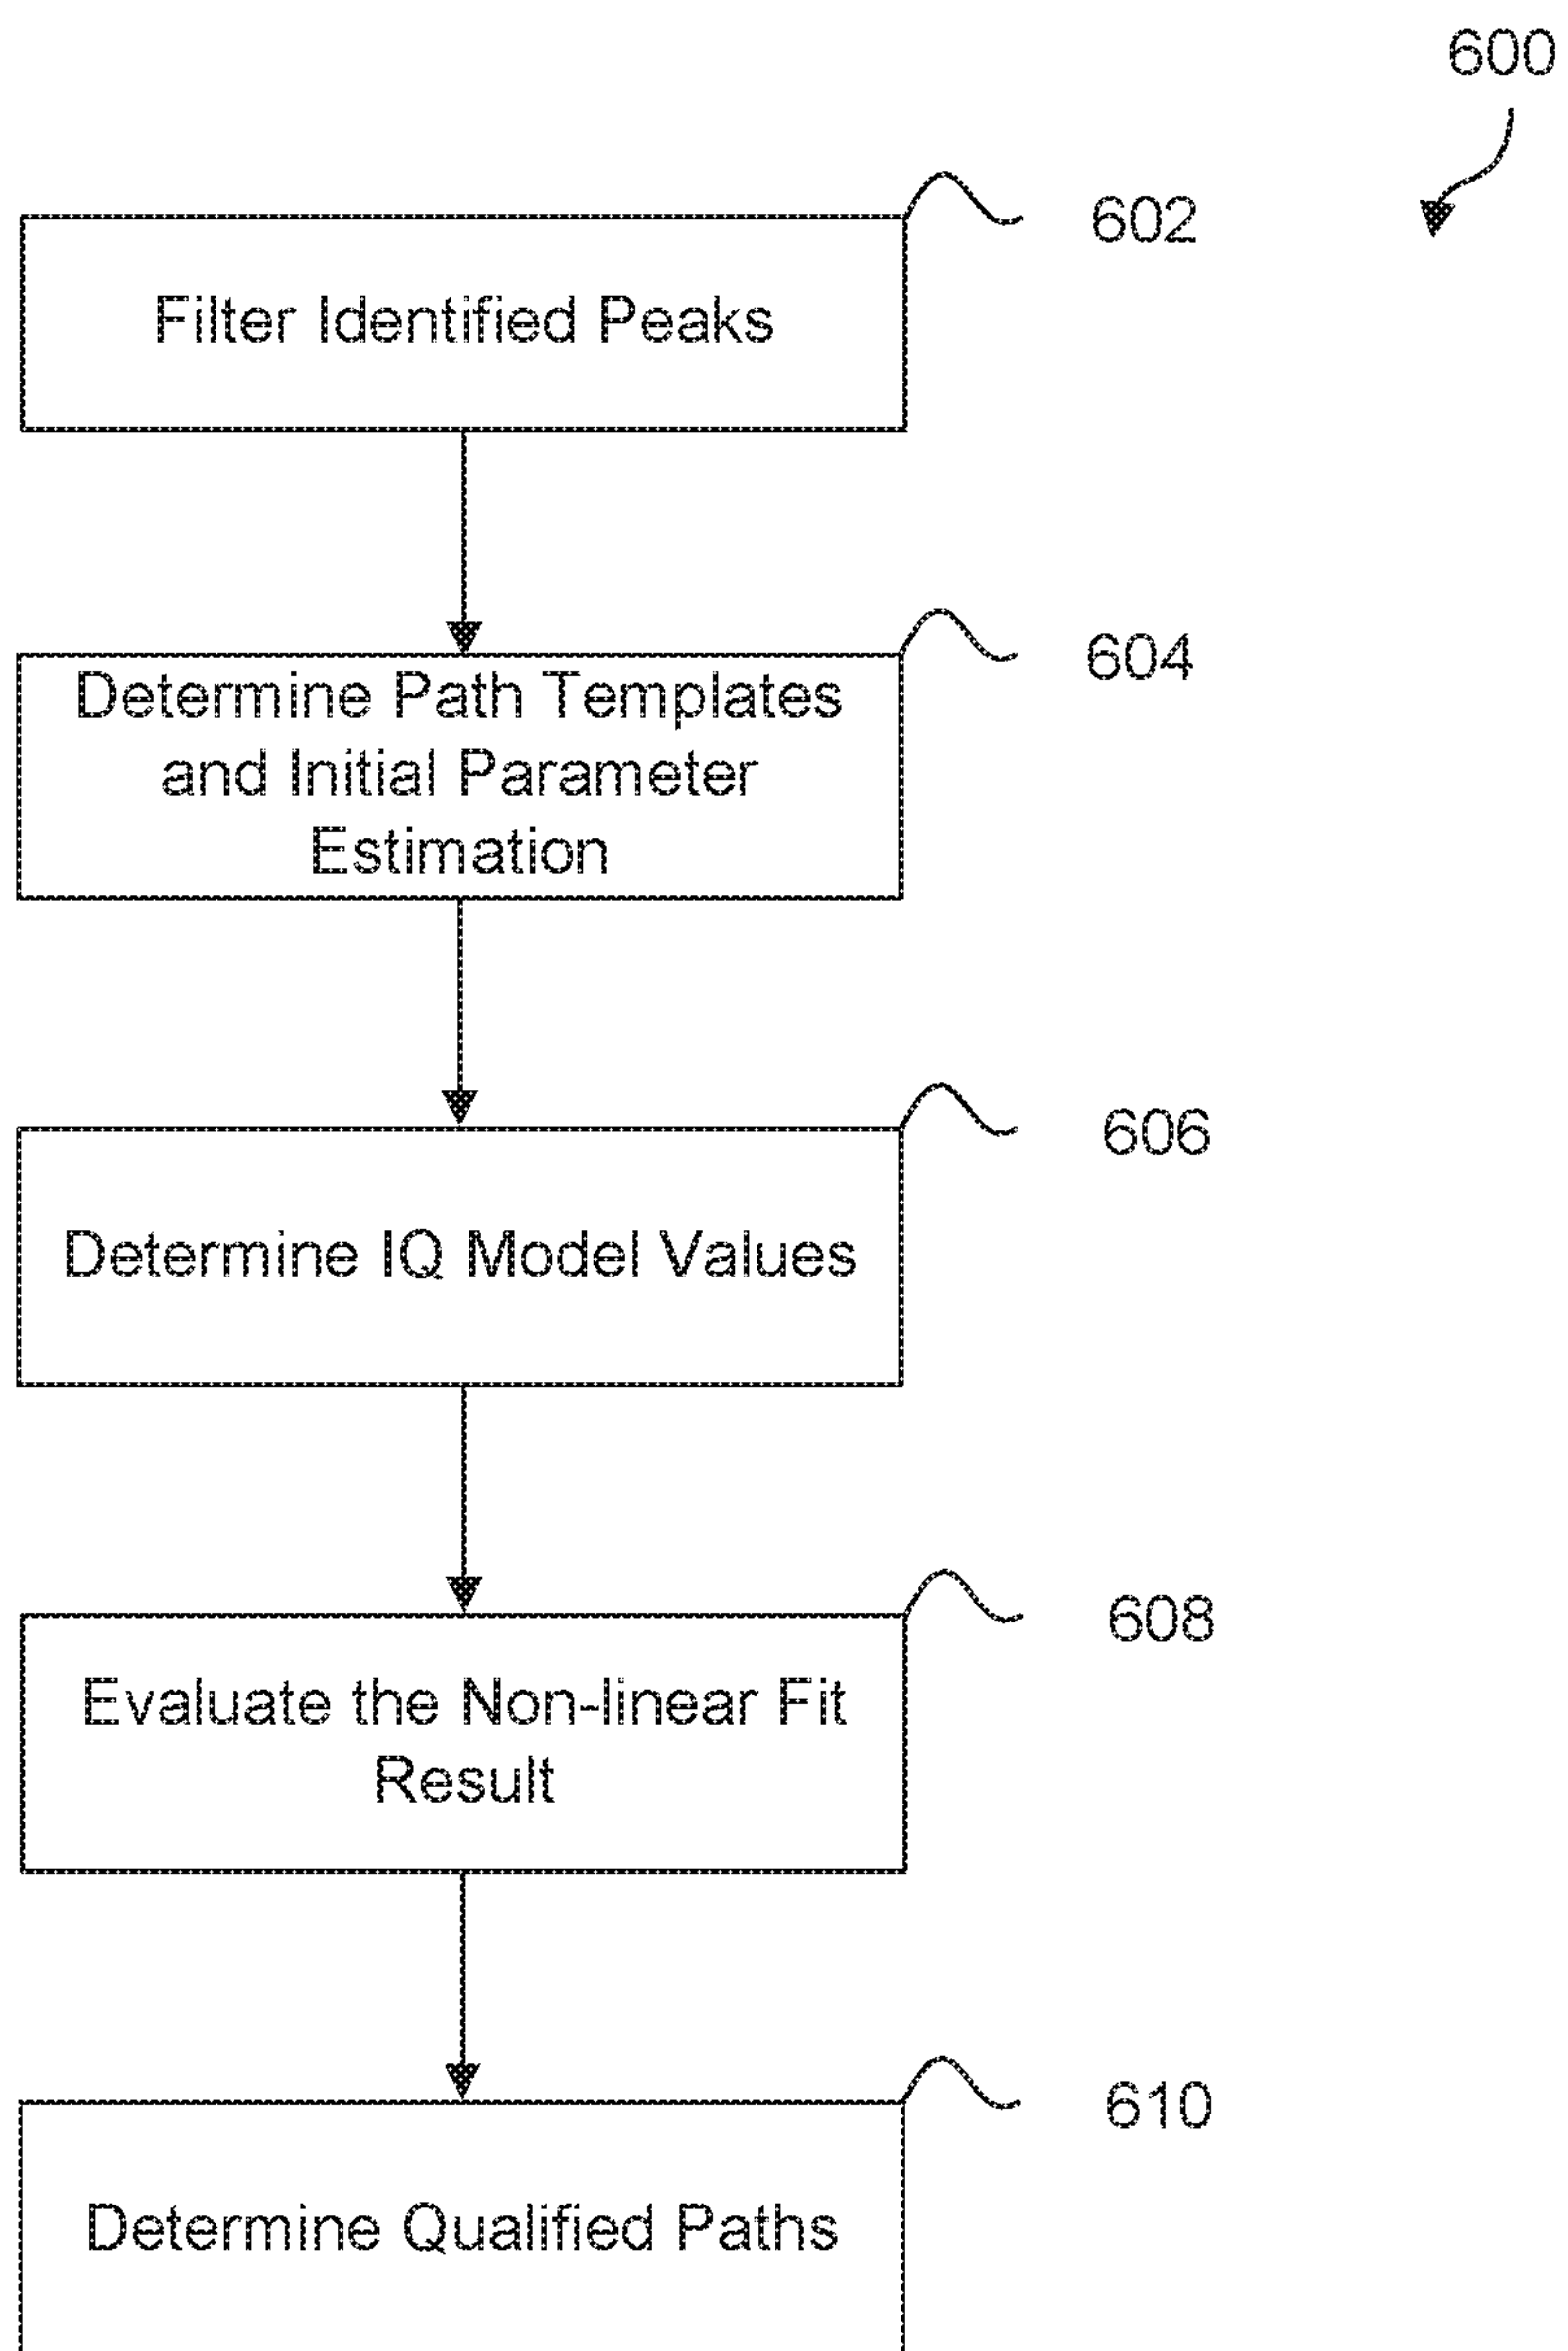 600
602
Filter Identified Peaks
604
Determine Path Templates
and Initial Parameter
Estimation
606
Determine IQ Model Values
608
Evaluate the Non-linear Fit
Result
610
Determine Qualified Paths